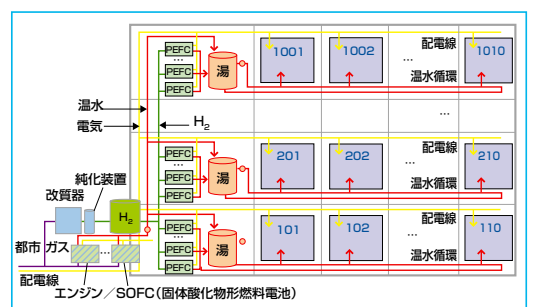 PEFC
...
PEFC
PEFC
湯
1001
1002
配電線
...
温水循環
1010
温水
電気
H2
...
PEFC
...
PEFC
PEFC
湯
201
202
配電線
...
温水循環
210
純化装置
改質器
H2
都市ガス
配電線
...
PEFC
...
PEFC
PEFC
湯
101
102
配電線
...
温水循環
110
エンジン/SOFC(固体酸化物形燃料電池)